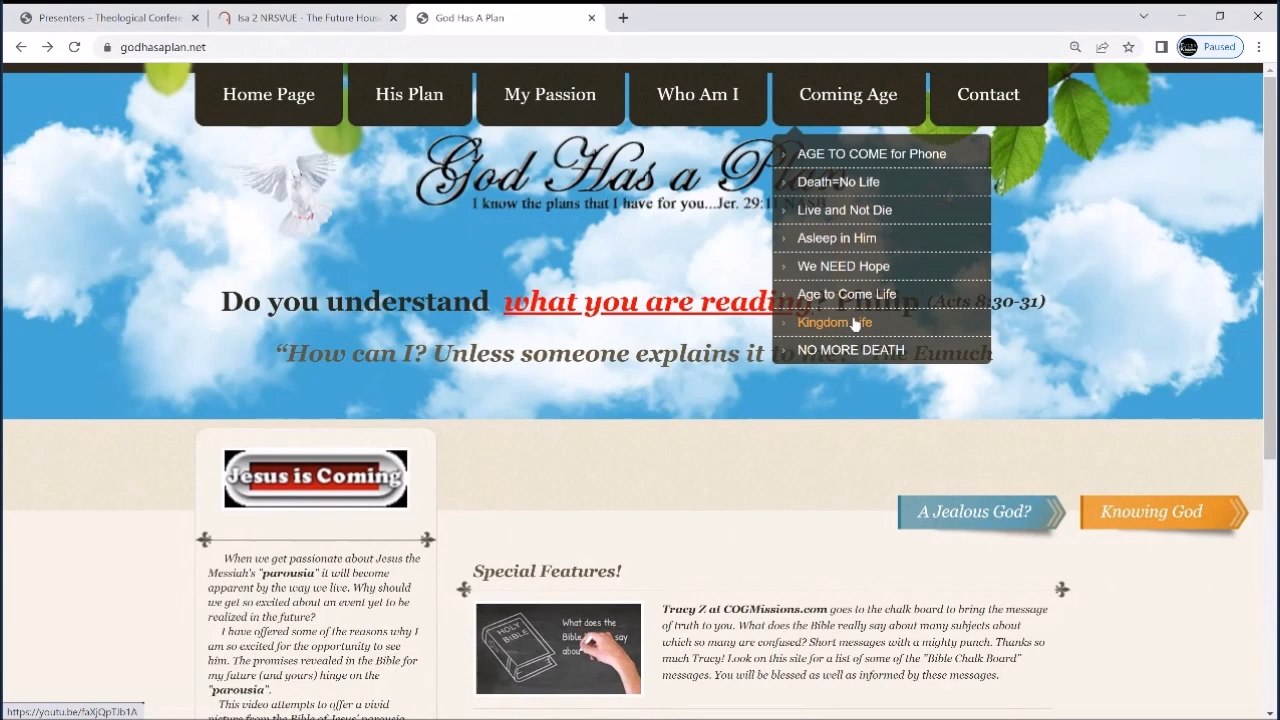 Presenters – Theological Confere
Isa 2 NRSVUE - The Future House
God Has A Plan
godhasaplan.net
Paused
Home Page
His Plan
My Passion
Who Am I
Coming Age
Contact
AGE TO COME for Phone
Death=No Life
Live and Not Die
Asleep in Him
We NEED Hope
Age to Come Life
Kingdom Life
NO MORE DEATH
God Has a Pla
I know the plans that I have for you...Jer. 29:11 NASB
Do you understand what you are reading? Philip (Acts 8:30-31)
“How can I? Unless someone explains it to me?” The Eunuch
Jesus is Coming
A Jealous God?
Knowing God
When we get passionate about Jesus the
Messiah's "parousia" it will become
apparent by the way we live. Why should
we get so excited about an event yet to be
realized in the future?
I have offered some of the reasons why I
am so excited for the opportunity to see
him. The promises revealed in the Bible for
my future (and yours) hinge on the
"parousia".
This video attempts to offer a vivid
picture from the Bible of Jesus' parousia
Special Features!
HOLY
BIBLE
What does the
Bible say
abou
Tracy Z at COGMissions.com goes to the chalk board to bring the message
of truth to you. What does the Bible really say about many subjects about
which so many are confused? Short messages with a mighty punch. Thanks so
much Tracy! Look on this site for a list of some of the "Bible Chalk Board"
messages. You will be blessed as well as informed by these messages.
https://youtu.be/faXjQpTJb1A